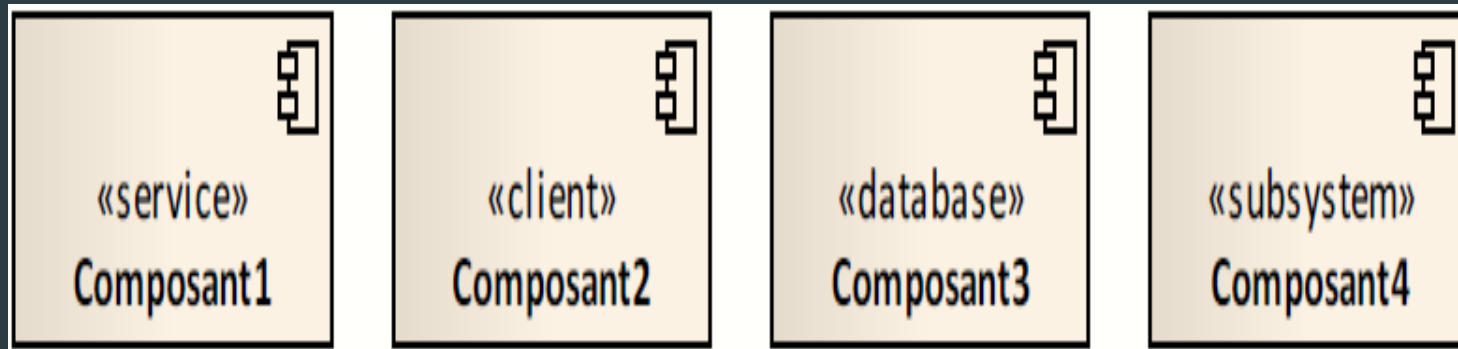 «service»
Composant1
«client»
Composant2
«database»
Composant3
«subsystem»
Composant4